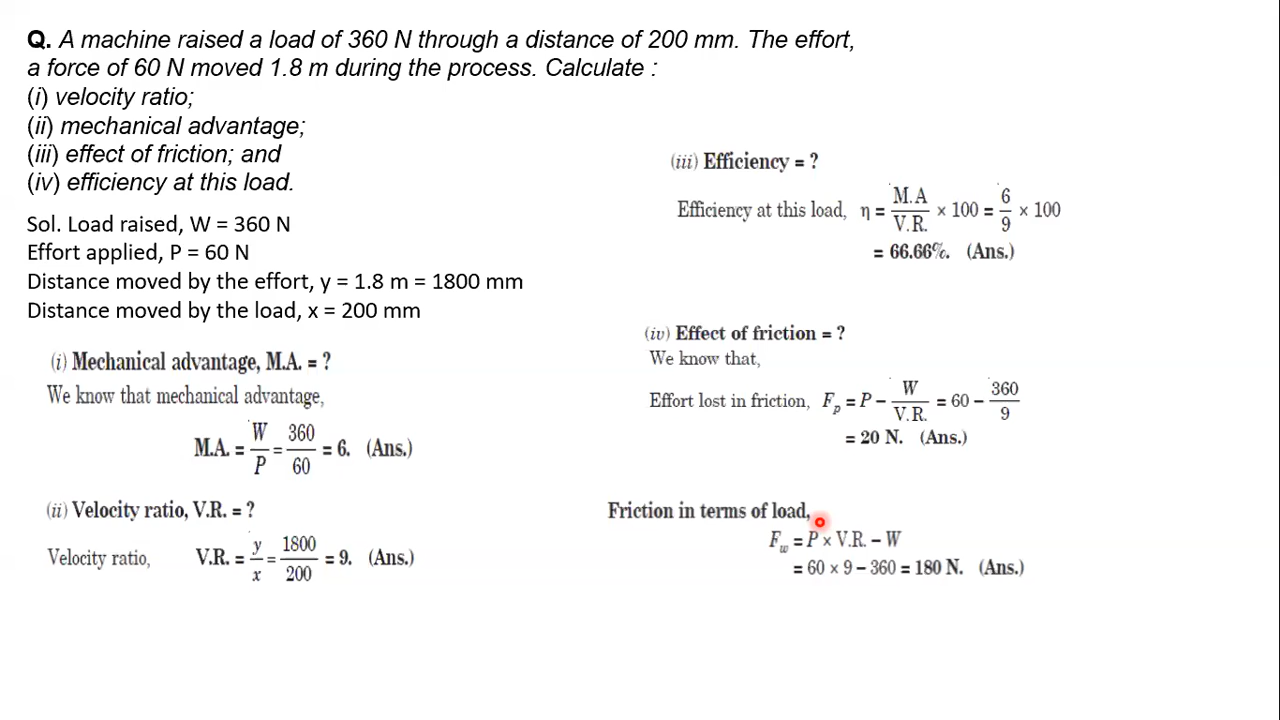 Q. A machine raised a load of 360 N through a distance of 200 mm. The effort,
a force of 60 N moved 1.8 m during the process. Calculate :
(i) velocity ratio;
(ii) mechanical advantage;
(iii) effect of friction; and
(iv) efficiency at this load.
Sol. Load raised, W = 360 N
Effort applied, P = 60 N
Distance moved by the effort, y = 1.8 m = 1800 mm
Distance moved by the load, x = 200 mm
(i) Mechanical advantage, M.A. = ?
We know that mechanical advantage,
M.A. = W/P = 360/60 = 6. (Ans.)
(ii) Velocity ratio, V.R. = ?
Velocity ratio, V.R. = y/x = 1800/200 = 9. (Ans.)
(iii) Efficiency = ?
Efficiency at this load, η = M.A/V.R. × 100 = 6/9 × 100
= 66.66%. (Ans.)
(iv) Effect of friction = ?
We know that,
Effort lost in friction, Fp = P – W/V.R. = 60 – 360/9
= 20 N. (Ans.)
Friction in terms of load,
Fw = P × V.R. – W
= 60 × 9 – 360 = 180 N. (Ans.)